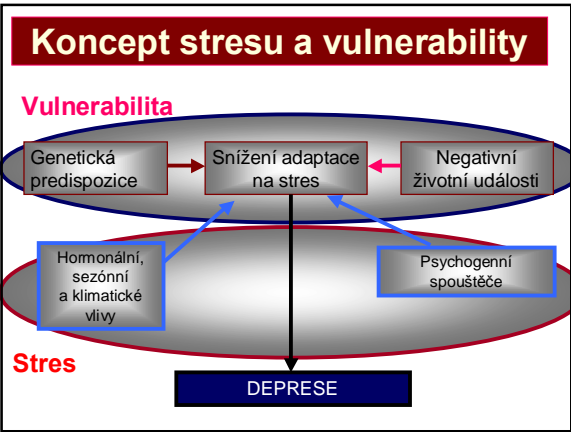 Koncept stresu a vulnerability
Vulnerabilita
Genetická
predispozice
Snížení adaptace
na stres
Negativní
životní události
Hormonální,
sezónní
a klimatické
vlivy
Psychogenní
spouštěče
Stres
DEPRESE